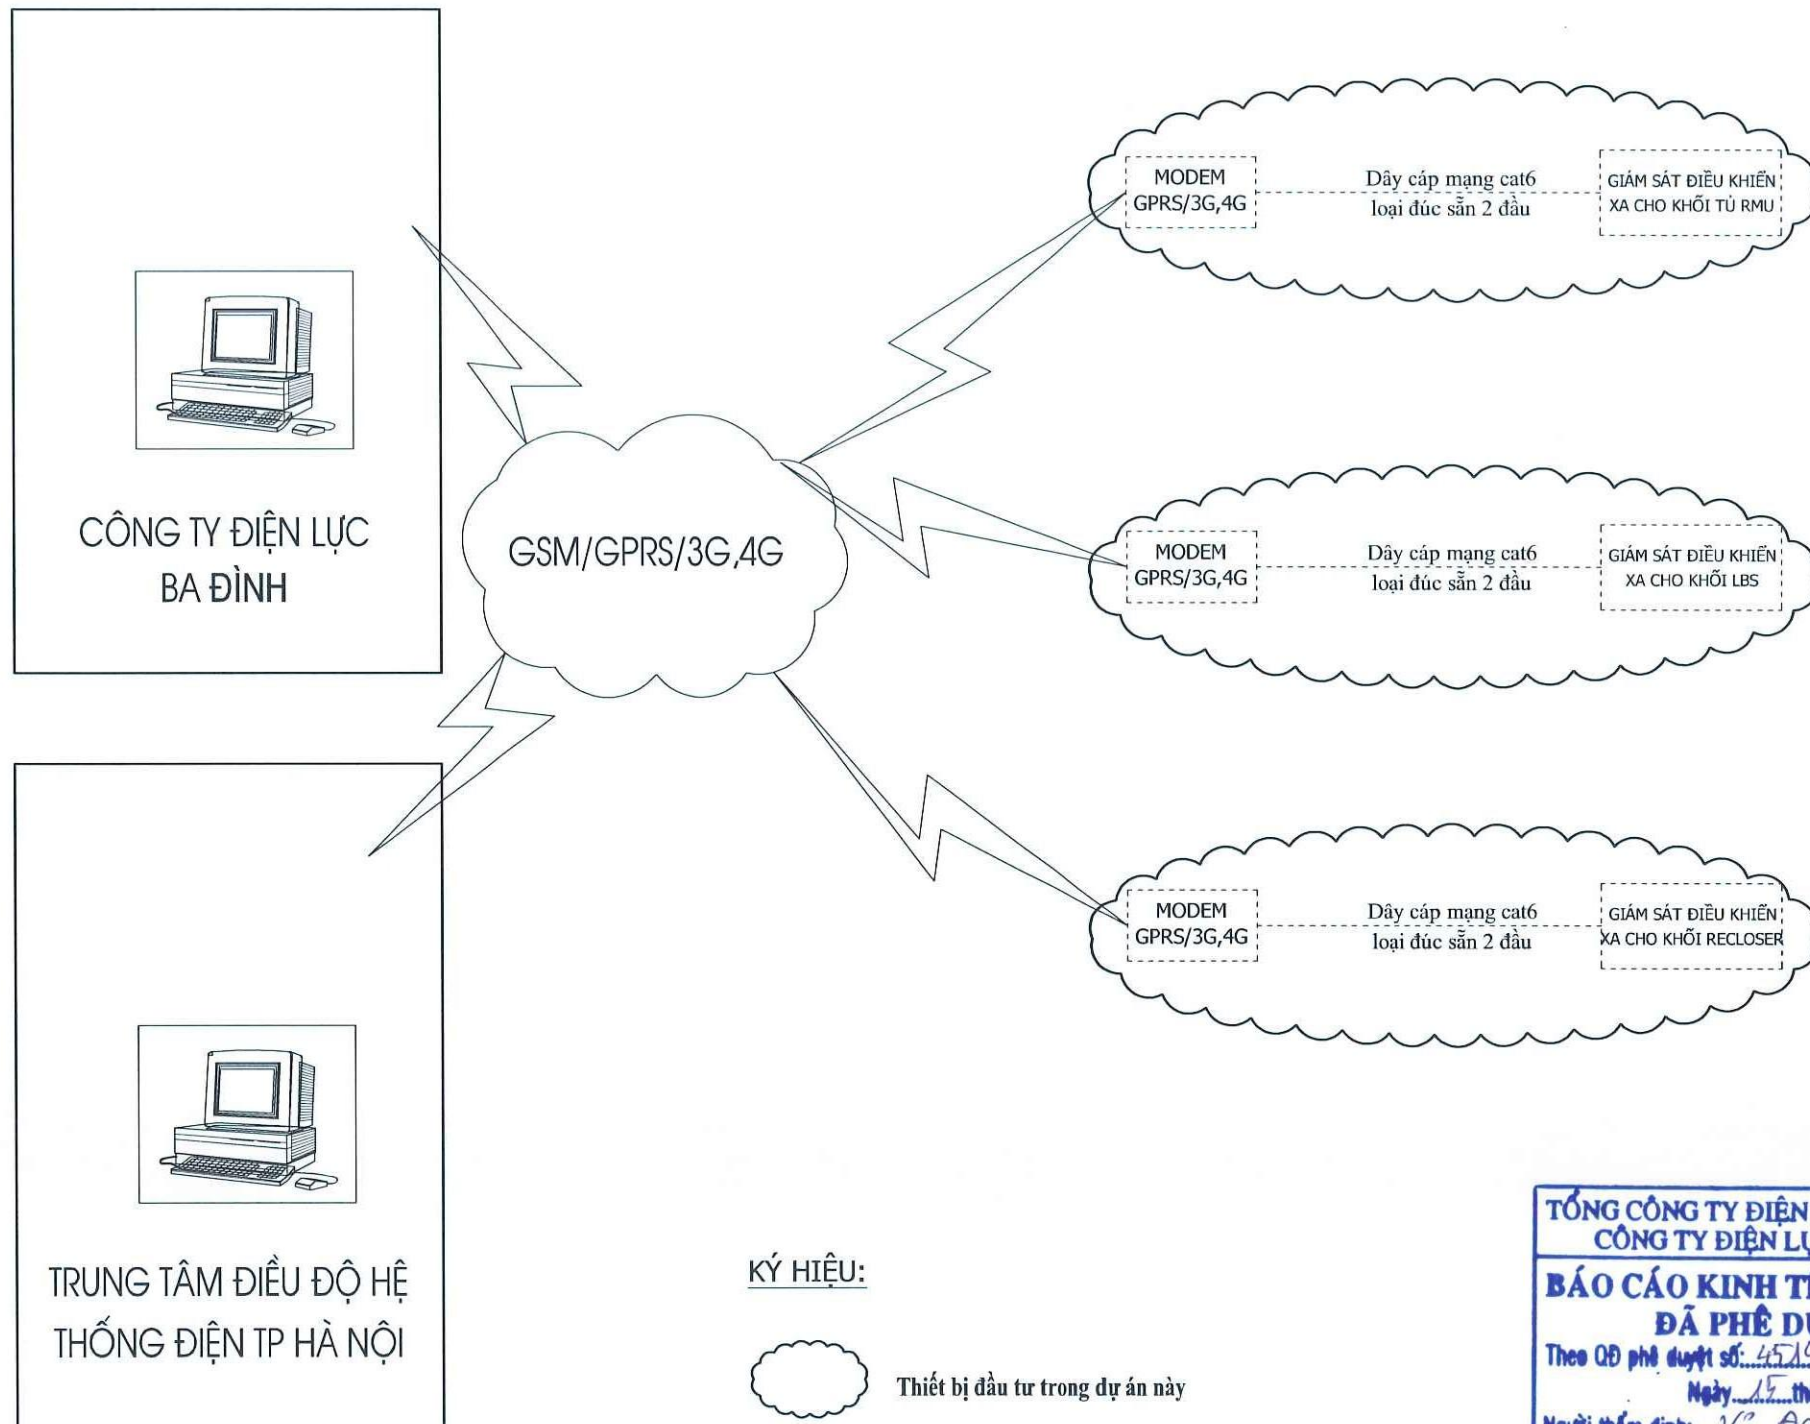 CÔNG TY ĐIỆN LỰC
BA ĐÌNH
GSM/GPRS/3G,4G
MODEM
GPRS/3G,4G
Dây cáp mạng cat6
loại đúc sẵn 2 đầu
GIÁM SÁT ĐIỀU KHIỂN
XA CHO KHỐI TỦ RMU
MODEM
GPRS/3G,4G
Dây cáp mạng cat6
loại đúc sẵn 2 đầu
GIÁM SÁT ĐIỀU KHIỂN
XA CHO KHỐI LBS
MODEM
GPRS/3G,4G
Dây cáp mạng cat6
loại đúc sẵn 2 đầu
GIÁM SÁT ĐIỀU KHIỂN
XA CHO KHỐI RECLOSER
TRUNG TÂM ĐIỀU ĐỘ HỆ
THỐNG ĐIỆN TP HÀ NỘI
KÝ HIỆU:
Thiết bị đầu tư trong dự án này
TỔNG CÔNG TY ĐIỆN
CÔNG TY ĐIỆN
BÁO CÁO KINH
ĐÃ PHÊ
Theo QĐ phê duyệt số:
Ngày 15
Người thẩm định: